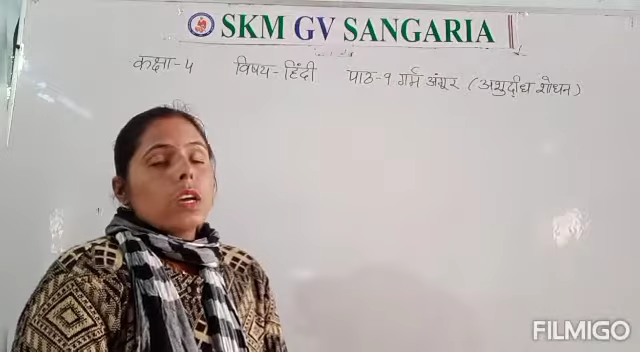 SKM GV SANGARIA
कक्षा-५ विषय-हिंदी पाठ-१ गर्म अंगूर (अशुद्धि शोधन)
FILMIGO